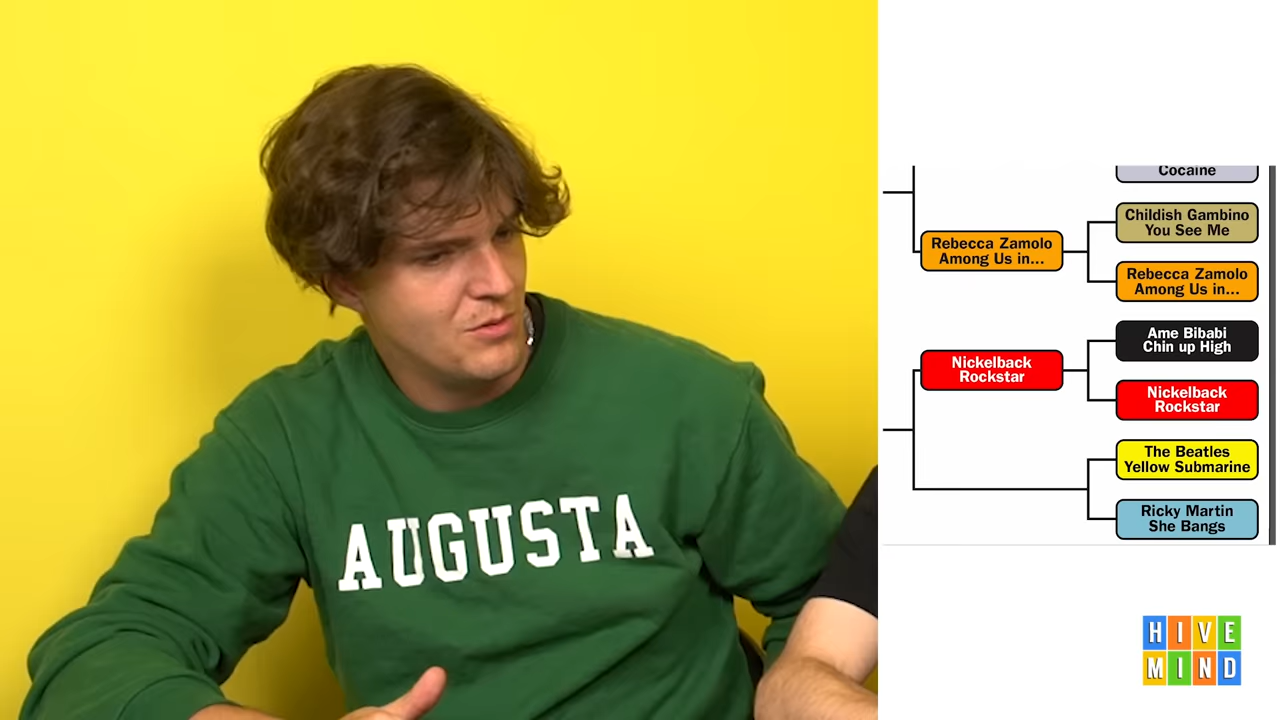 AUGUSTA
Cocaine
Childish Gambino
You See Me
Rebecca Zamolo
Among Us in...
Rebecca Zamolo
Among Us in...
Ame Bibabi
Chin up High
Nickelback
Rockstar
Nickelback
Rockstar
The Beatles
Yellow Submarine
Ricky Martin
She Bangs
HIVE
MIND